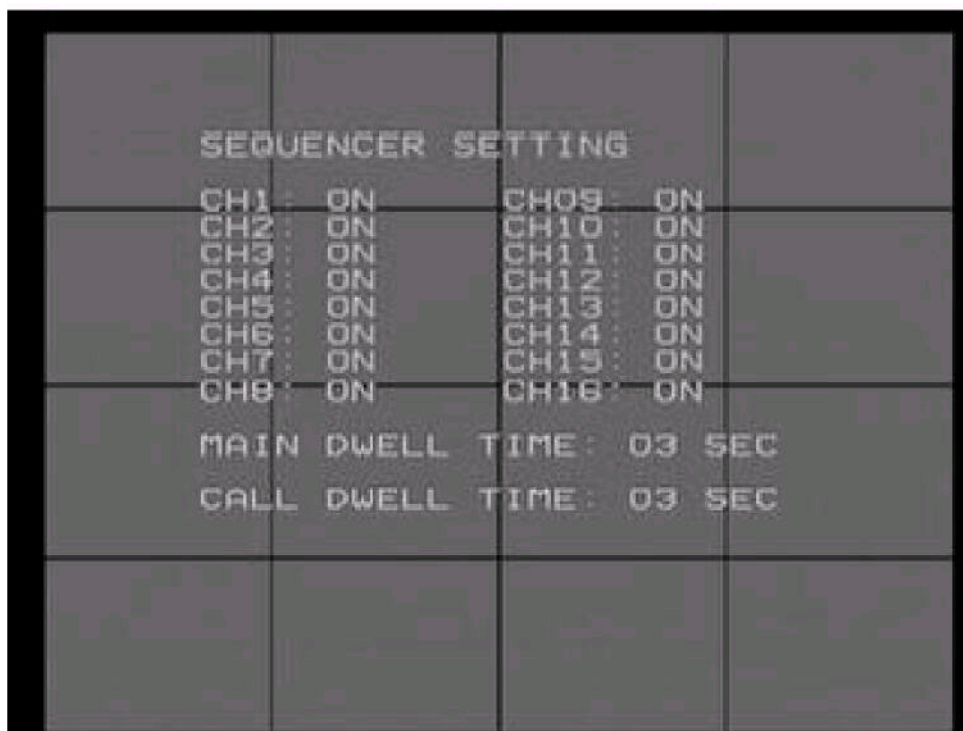 SEQUENCER SETTING
CH1: ON CH09: ON
CH2: ON CH10: ON
CH3: ON CH11: ON
CH4: ON CH12: ON
CH5: ON CH13: ON
CH6: ON CH14: ON
CH7: ON CH15: ON
CH8: ON CH16: ON
MAIN DWELL TIME: 03 SEC
CALL DWELL TIME: 03 SEC